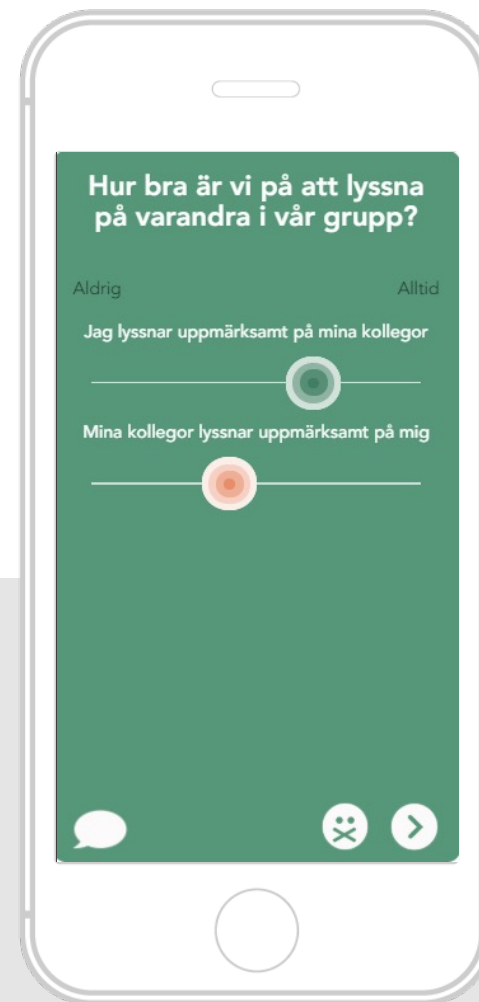 Hur bra är vi på att lyssna
på varandra i vår grupp?
Aldrig Alltid
Jag lyssnar uppmärksamt på mina kollegor
Mina kollegor lyssnar uppmärksamt på mig